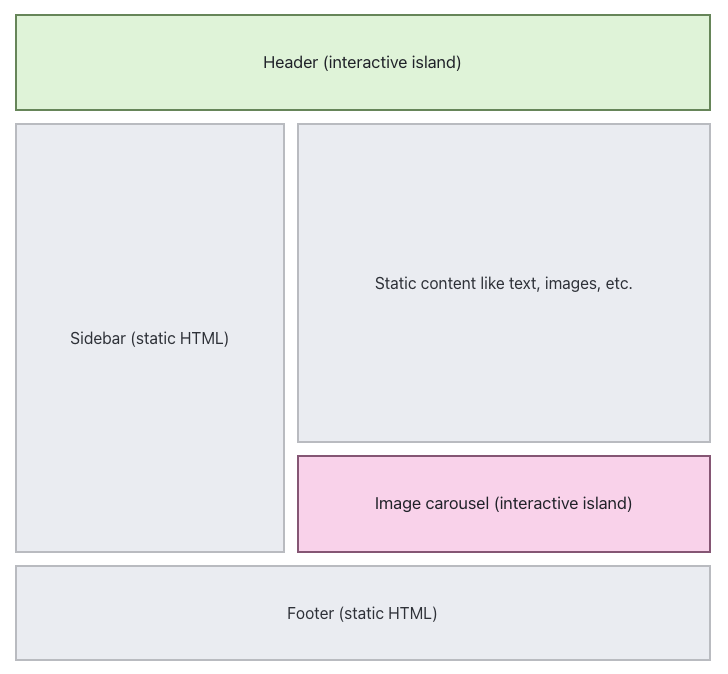 Header (interactive island)
Sidebar (static HTML)
Static content like text, images, etc.
Image carousel (interactive island)
Footer (static HTML)